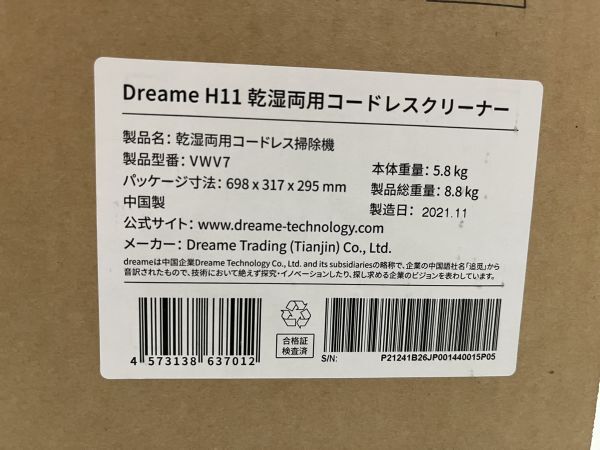 Dreame H11 乾湿両用コードレスクリーナー
製品名: 乾湿両用コードレス掃除機
製品型番: VWV7
パッケージ寸法: 698 x 317 x 295 mm
中国製
本体重量: 5.8 kg
製品総重量: 8.8 kg
製造日: 2021.11
公式サイト: www.dreame-technology.com
メーカー: Dreame Trading (Tianjin) Co., Ltd.
dreameは中国企業Dreame Technology Co., Ltd. and its subsidiariesの略称で、企業の中国語社名「追觅」から
音訳されたもので、技術において絶えず探究・イノベーションしたり、探し求める企業のビジョンを表わしています。
4 573138 637012
合格証
検査済
S/N: P21241B26JP001440015P05